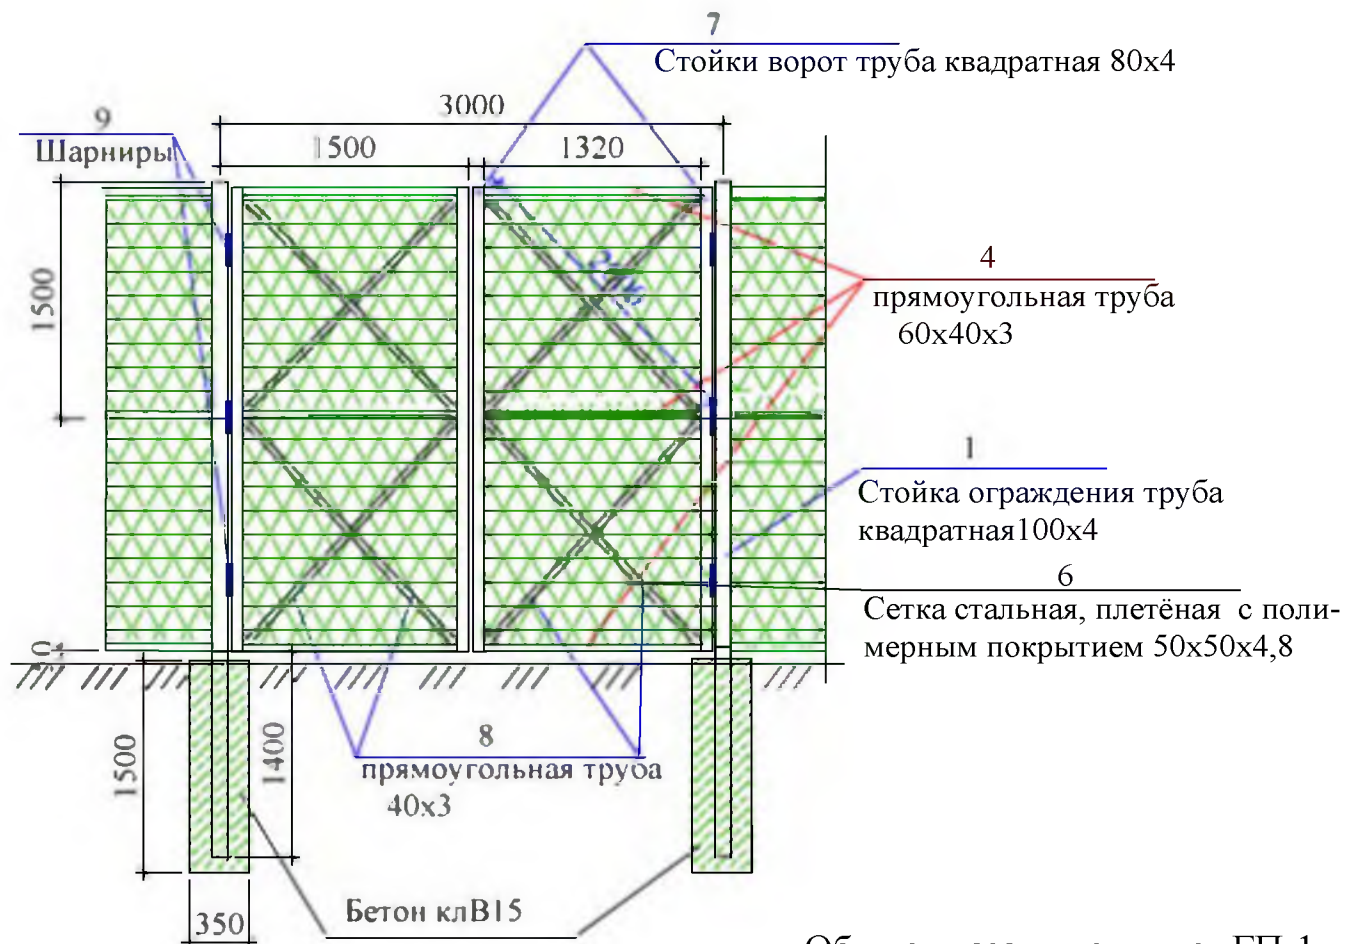 7
Стойки ворот труба квадратная 80х4
3000
9
Шарниры
1500
1320
1500
4
прямоугольная труба
60х40х3
1
Стойка ограждения труба
квадратная100х4
6
Сетка стальная, плетёная с поли-
мерным покрытием 50х50х4,8
1500
1400
8
прямоугольная труба
40х3
350
Бетон клВ15